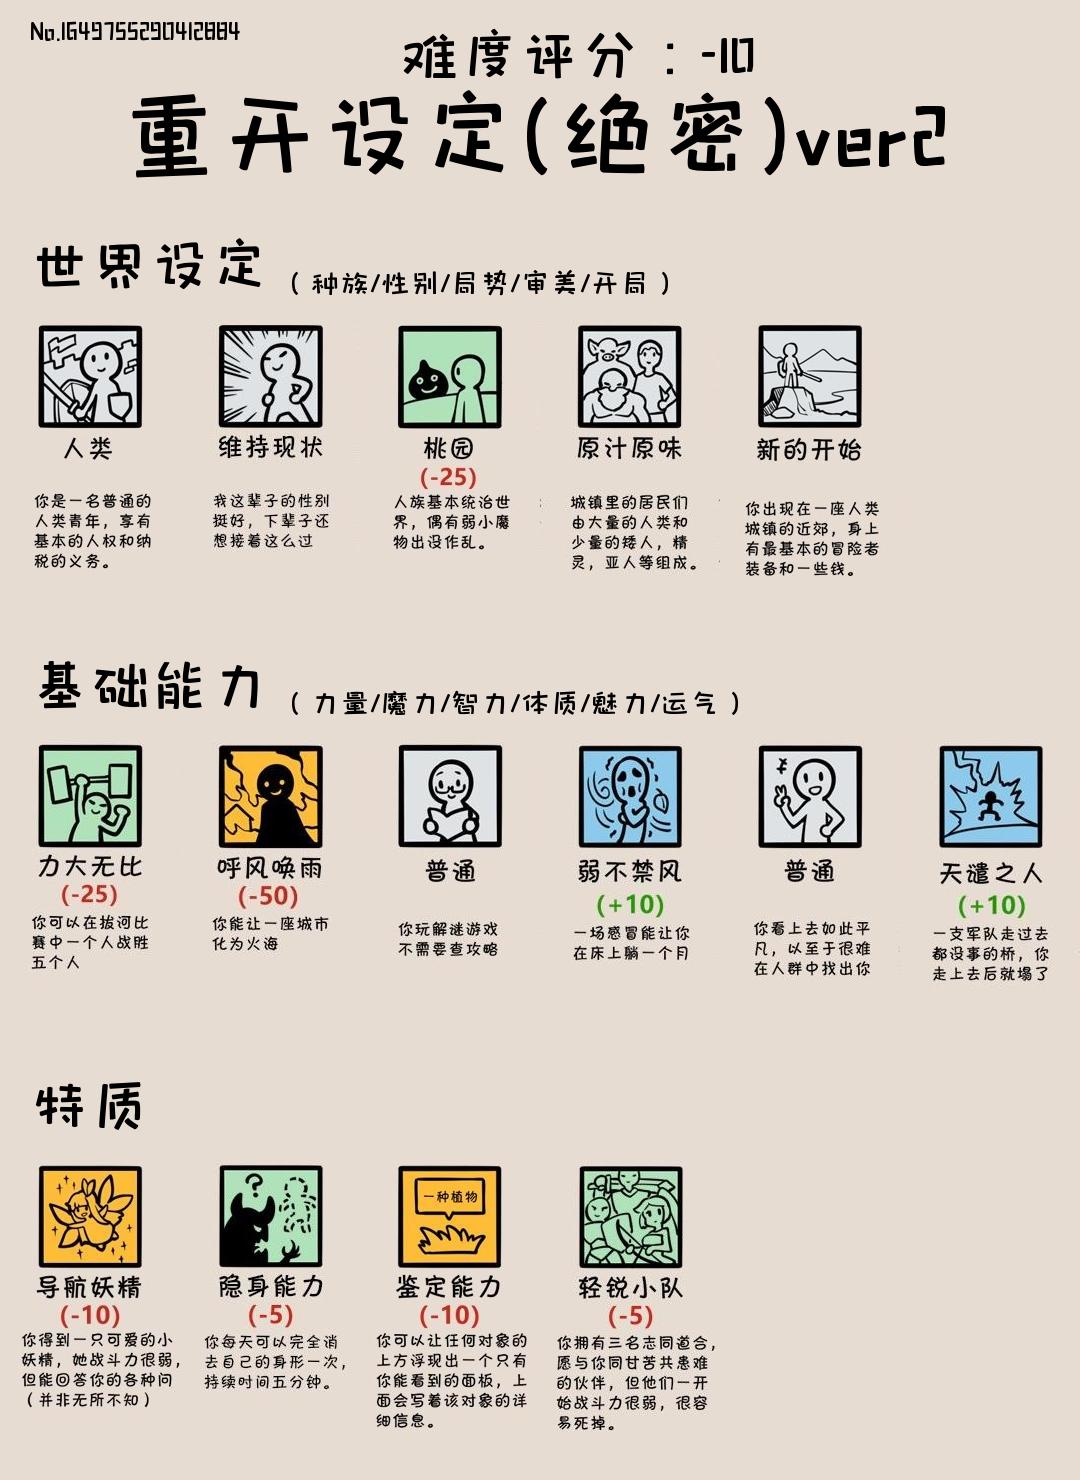 No.1649755290412884
难度评分：-10
重开设定(绝密)ver2
世界设定（种族/性别/局势/审美/开局）
人类
你是一名普通的
人类青年，享有
基本的人权和纳
税的义务。
维持现状
我这辈子的性别
挺好，下辈子还
想接着这么过
桃园
(-25)
人族基本统治世
界，偶有弱小魔
物出没作乱。
原汁原味
城镇里的居民们
由大量的人类和
少量的矮人，精
灵，亚人等组成。
新的开始
你出现在一座人类
城镇的近郊，身上
有最基本的冒险者
装备和一些钱。
基础能力（力量/魔力/智力/体质/魅力/运气）
力大无比
(-25)
你可以在拔河比
赛中一个人战胜
五个人
呼风唤雨
(-50)
你能让一座城市
化为火海
普通
你玩解谜游戏
不需要查攻略
弱不禁风
(+10)
一场感冒能让你
在床上躺一个月
普通
你看上去如此平
凡，以至于很难
在人群中找出你
天谴之人
(+10)
一支军队走过去
都没事的桥，你
走上去后就塌了
特质
导航妖精
(-10)
你得到一只可爱的小
妖精，她战斗力很弱，
但能回答你的各种问
（并非无所不知）
?
隐身能力
(-5)
你每天可以完全消
去自己的身形一次，
持续时间五分钟。
一种植物
鉴定能力
(-10)
你可以让任何对象的
上方浮现出一个只有
你能看到的面板，上
面会写着该对象的详
细信息。
轻锐小队
(-5)
你拥有三名志同道合，
愿与你同甘苦共患难
的伙伴，但他们一开
始战斗力很弱，很容
易死掉。